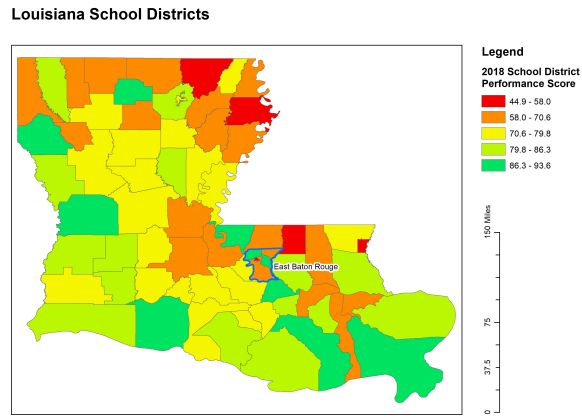 Louisiana School Districts
Legend
2018 School District
Performance Score
44.9 - 58.0
58.0 - 70.6
70.6 - 79.8
79.8 - 86.3
86.3 - 93.6
East Baton Rouge
150 Miles
75
37.5
0